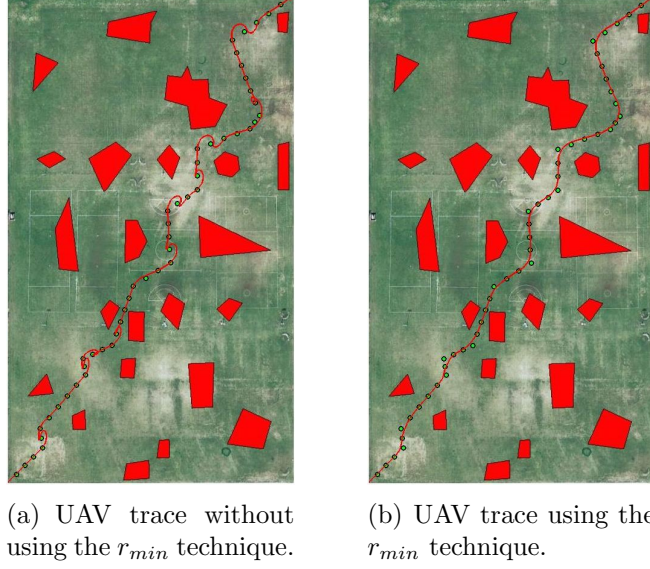 (a) UAV trace without
using the r_min technique.
(b) UAV trace using the
r_min technique.